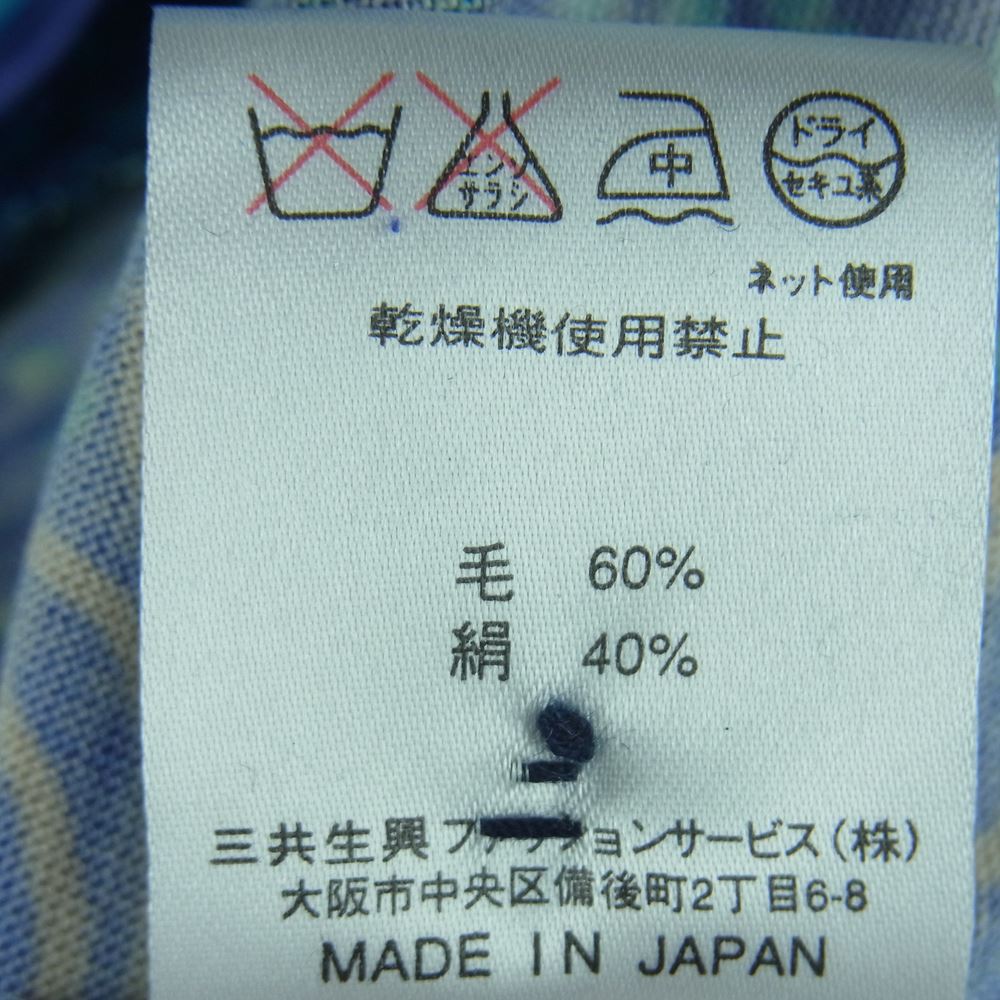 エンソ
サラシ
中
ドライ
セキユ系
ネット使用
乾燥機使用禁止
毛 60%
絹 40%
三共生興ファッションサービス(株)
大阪市中央区備後町2丁目6-8
MADE IN JAPAN